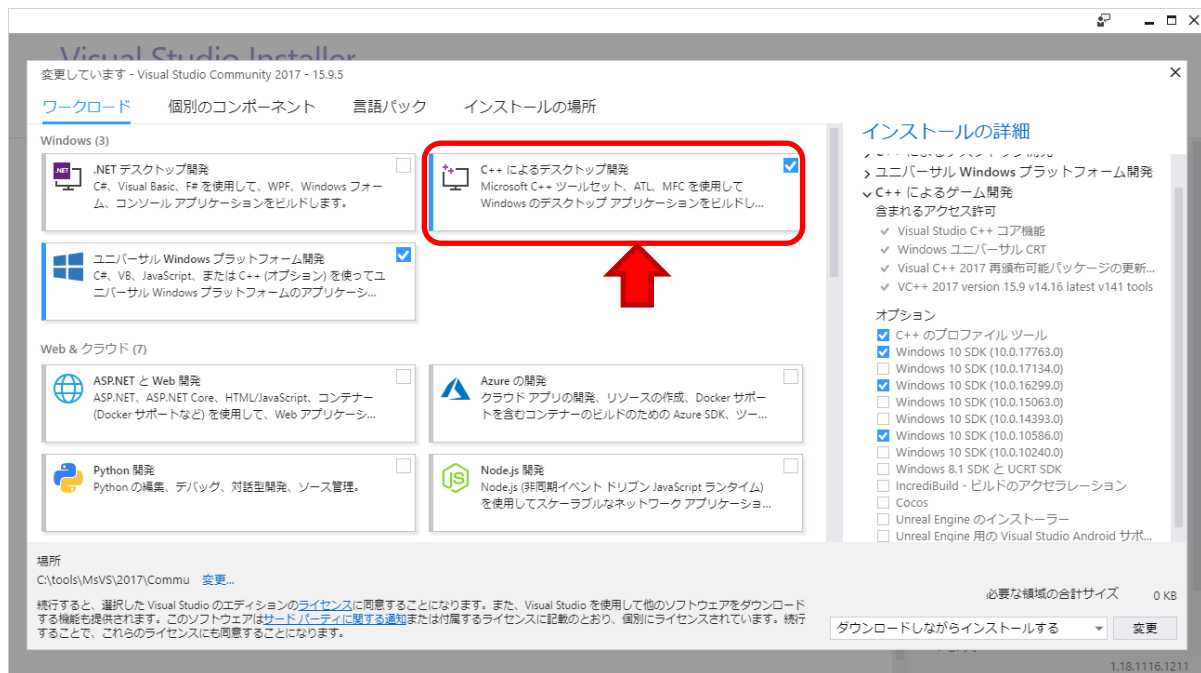 Visual Studio Installer
変更しています - Visual Studio Community 2017 - 15.9.5
ワークロード 個別のコンポーネント 言語パック インストールの場所
Windows (3)
.NET デスクトップ開発
C#、Visual Basic、F# を使用して、WPF、Windows フォー
ム、コンソール アプリケーションをビルドします。
C++ によるデスクトップ開発
Microsoft C++ ツールセット、ATL、MFC を使用して
Windows のデスクトップ アプリケーションをビルドし...
ユニバーサル Windows プラットフォーム開発
C#、VB、JavaScript、または C++ (オプション) を使ってユ
ニバーサル Windows プラットフォームのアプリケーシ...
Web & クラウド (7)
ASP.NET と Web 開発
ASP.NET、ASP.NET Core、HTML/JavaScript、コンテナー
(Docker サポートなど) を使用して、Web アプリケーシ...
Azure の開発
クラウド アプリの開発、リソースの作成、Docker サポー
トを含むコンテナーのビルドのための Azure SDK、ツー...
Python 開発
Python の編集、デバッグ、対話型開発、ソース管理。
Node.js 開発
Node.js (非同期イベント ドリブン JavaScript ランタイム)
を使用してスケーラブルなネットワーク アプリケーショ...
インストールの詳細
ユニバーサル Windows プラットフォーム開発
C++ によるゲーム開発
含まれるアクセス許可
Visual Studio C++ コア機能
Windows ユニバーサル CRT
Visual C++ 2017 再頒布可能パッケージの更新...
VC++ 2017 version 15.9 v14.16 latest v141 tools
オプション
C++ のプロファイル ツール
Windows 10 SDK (10.0.17763.0)
Windows 10 SDK (10.0.17134.0)
Windows 10 SDK (10.0.16299.0)
Windows 10 SDK (10.0.15063.0)
Windows 10 SDK (10.0.14393.0)
Windows 10 SDK (10.0.10586.0)
Windows 10 SDK (10.0.10240.0)
Windows 8.1 SDK と UCRT SDK
IncrediBuild - ビルドのアクセラレーション
Cocos
Unreal Engine のインストーラー
Unreal Engine 用の Visual Studio Android サポ...
場所
C:\tools\MsVS\2017\Commu 変更...
続行すると、選択した Visual Studio のエディションのライセンスに同意することになります。また、Visual Studio を使用して他のソフトウェアをダウンロード
する機能も提供されます。このソフトウェアはサード パーティに関する通知または付属するライセンスに記載のとおり、個別にライセンスされています。続行
することで、これらのライセンスにも同意することになります。
必要な領域の合計サイズ 0 KB
ダウンロードしながらインストールする 変更
1.18.1116.1211